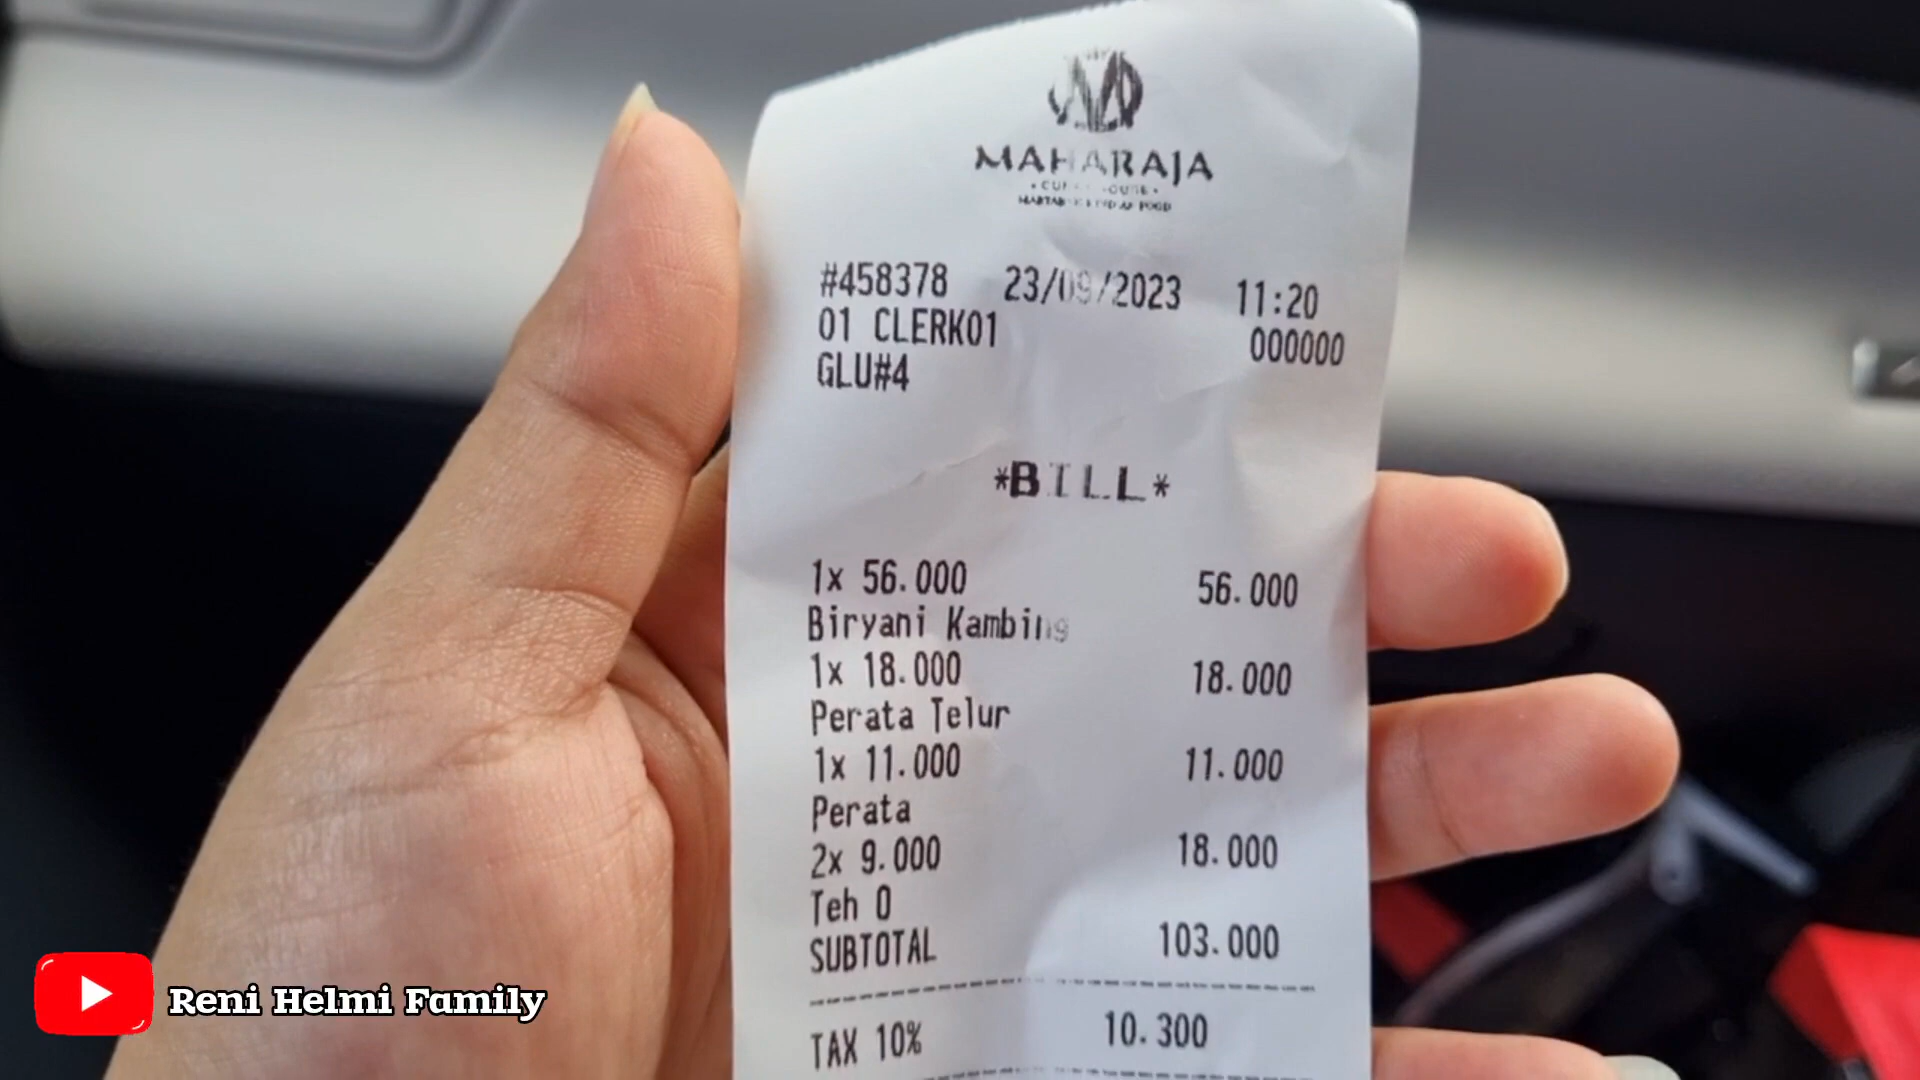 MAHARAJA
#458378 23/09/2023 11:20
01 CLERK01 000000
GLU#4
*BILL*
1x 56.000 56.000
Biryani Kambing
1x 18.000 18.000
Perata Telur
1x 11.000 11.000
Perata
2x 9.000 18.000
Teh O
SUBTOTAL 103.000
TAX 10% 10.300
Reni Helmi Family